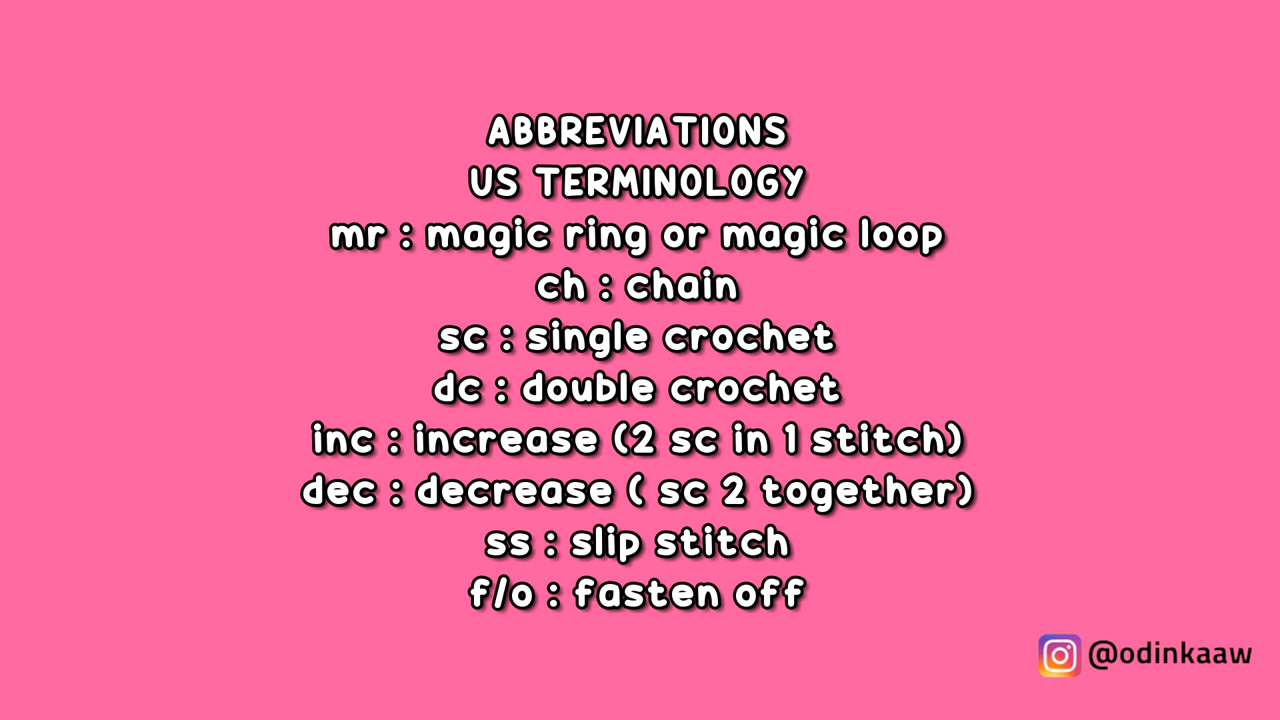 ABBREVIATIONS
US TERMINOLOGY
mr : magic ring or magic loop
ch : chain
sc : single crochet
dc : double crochet
inc : increase (2 sc in 1 stitch)
dec : decrease ( sc 2 together)
ss : slip stitch
f/o : fasten off
@odinkaaw